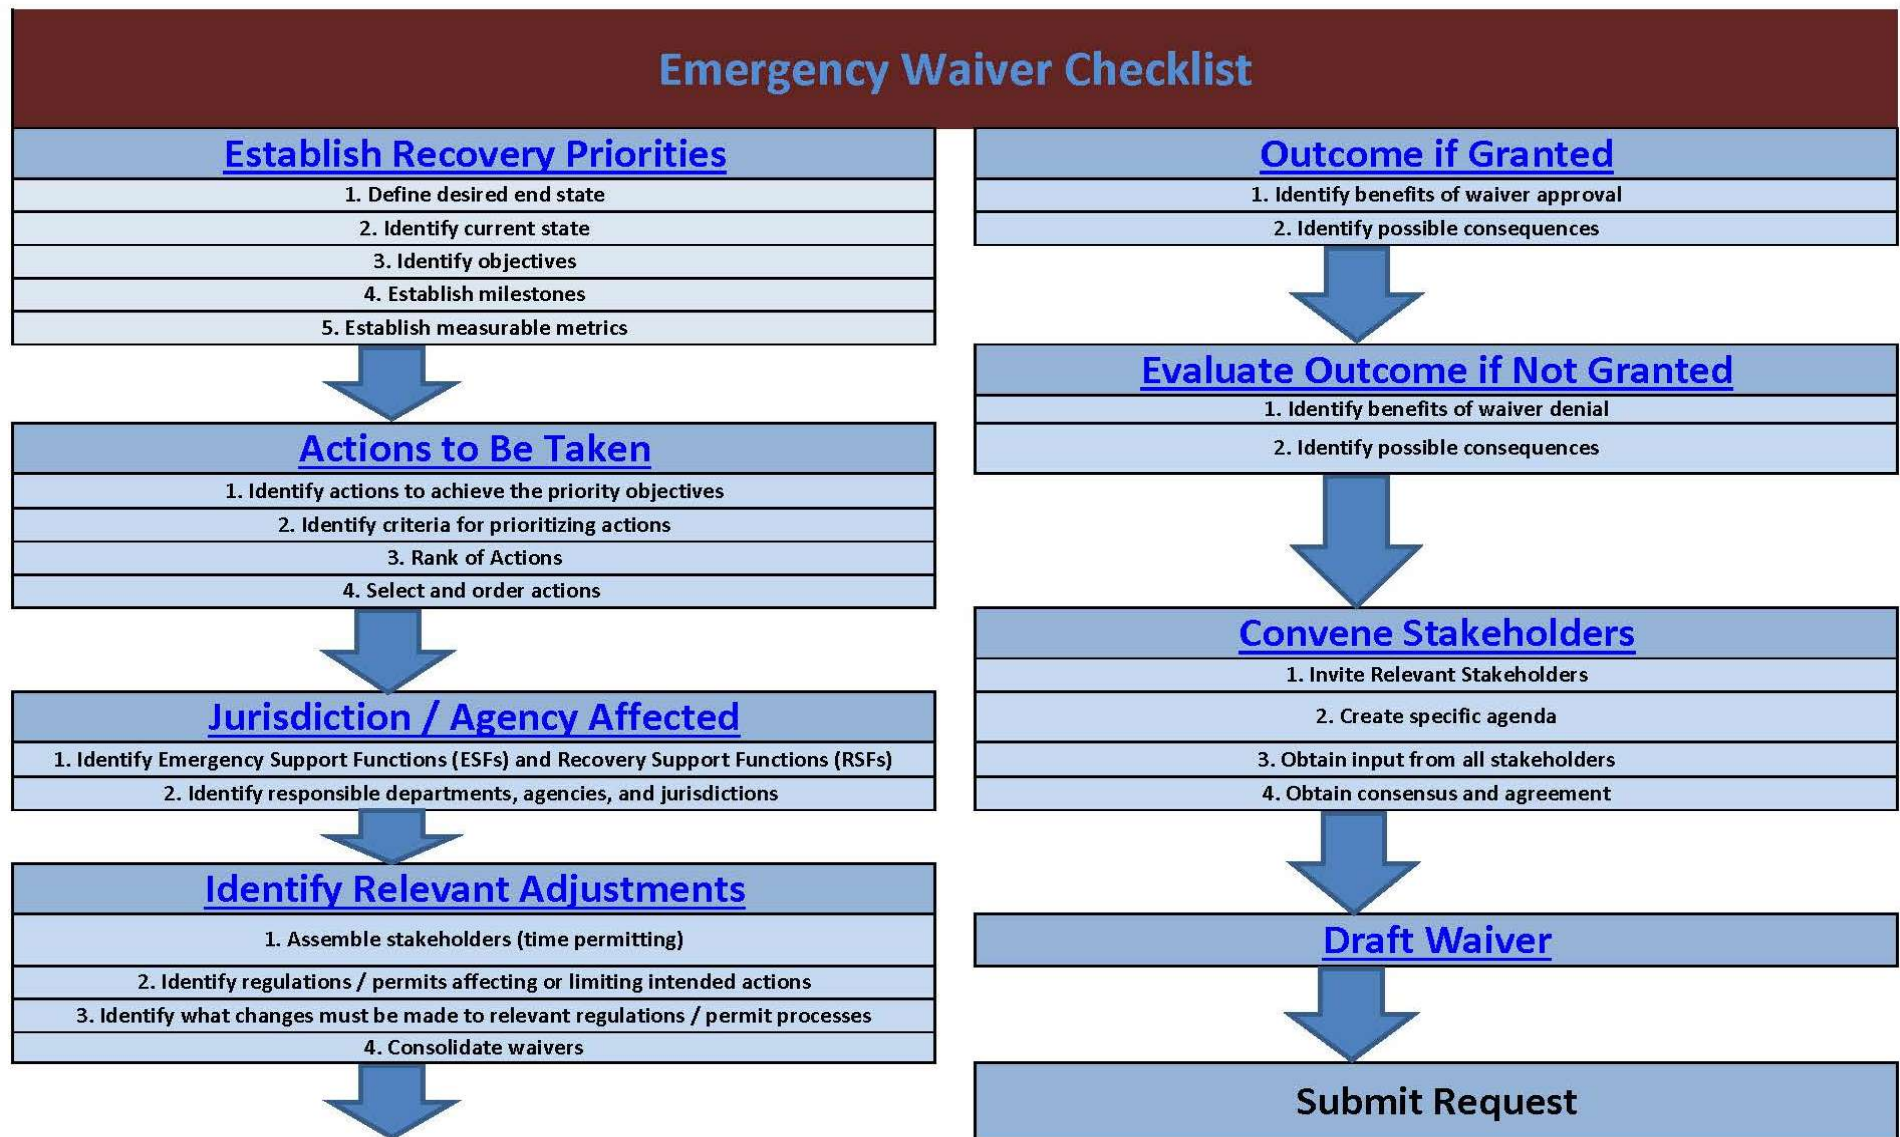 Emergency Waiver Checklist
Establish Recovery Priorities
1. Define desired end state
2. Identify current state
3. Identify objectives
4. Establish milestones
5. Establish measurable metrics
Actions to Be Taken
1. Identify actions to achieve the priority objectives
2. Identify criteria for prioritizing actions
3. Rank of Actions
4. Select and order actions
Jurisdiction / Agency Affected
1. Identify Emergency Support Functions (ESFs) and Recovery Support Functions (RSFs)
2. Identify responsible departments, agencies, and jurisdictions
Identify Relevant Adjustments
1. Assemble stakeholders (time permitting)
2. Identify regulations / permits affecting or limiting intended actions
3. Identify what changes must be made to relevant regulations / permit processes
4. Consolidate waivers
Outcome if Granted
1. Identify benefits of waiver approval
2. Identify possible consequences
Evaluate Outcome if Not Granted
1. Identify benefits of waiver denial
2. Identify possible consequences
Convene Stakeholders
1. Invite Relevant Stakeholders
2. Create specific agenda
3. Obtain input from all stakeholders
4. Obtain consensus and agreement
Draft Waiver
Submit Request